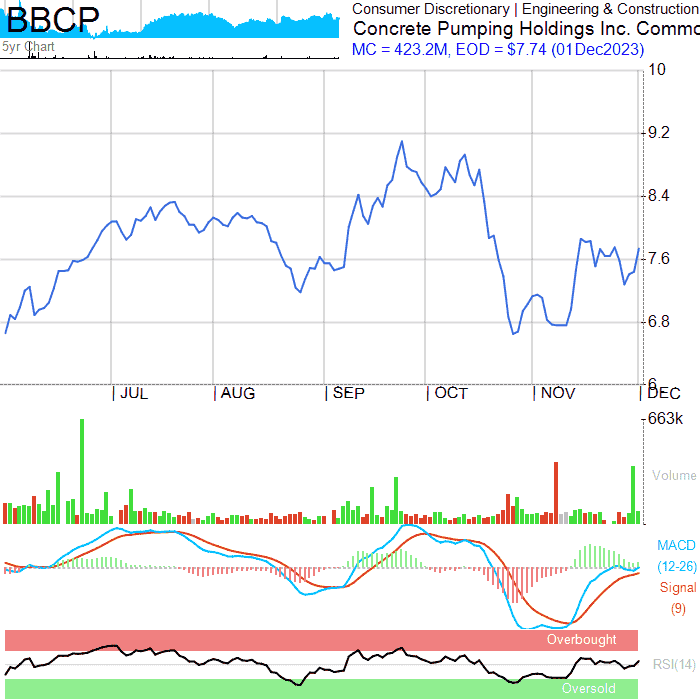 BBCP
5yr Chart
Consumer Discretionary | Engineering & Construction
Concrete Pumping Holdings Inc. Commo
MC = 423.2M, EOD = $7.74 (01Dec2023)
10
9.2
8.4
7.6
6.8
6
JUL AUG SEP OCT NOV DEC
663k
Volume
MACD
(12-26)
Signal
(9)
Overbought
RSI(14)
Oversold